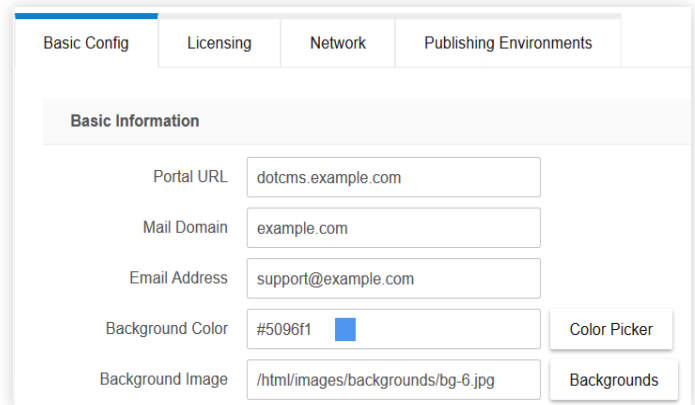 Basic Config Licensing Network Publishing Environments
Basic Information
Portal URL dotcms.example.com
Mail Domain example.com
Email Address support@example.com
Background Color #5096f1 Color Picker
Background Image /html/images/backgrounds/bg-6.jpg Backgrounds